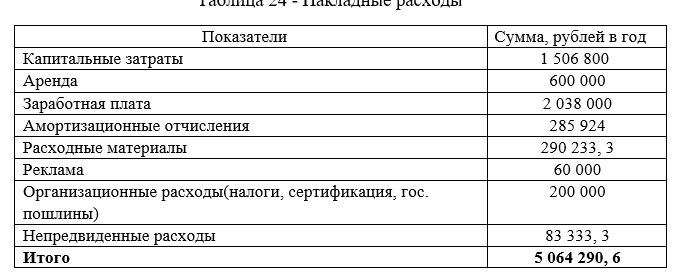 Таблица 24 - Накладные расходы
Показатели Сумма, рублей в год
Капитальные затраты 1 506 800
Аренда 600 000
Заработная плата 2 038 000
Амортизационные отчисления 285 924
Расходные материалы 290 233, 3
Реклама 60 000
Организационные расходы(налоги, сертификация, гос. 200 000
пошлины)
Непредвиденные расходы 83 333, 3
Итого 5 064 290, 6